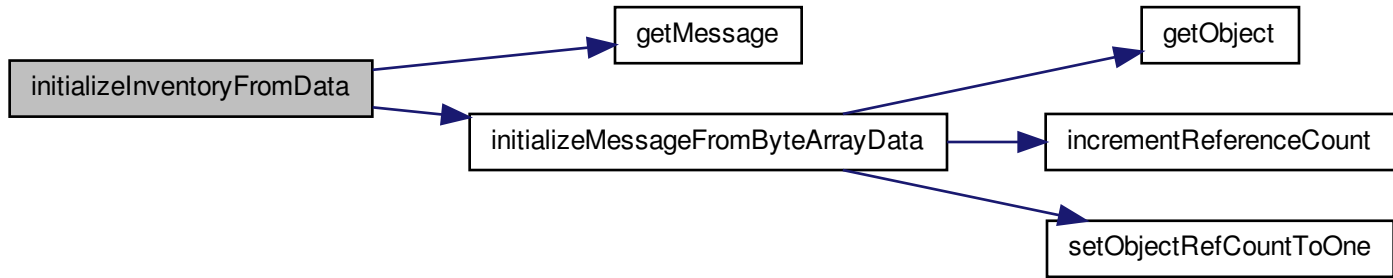 getMessage
getObject
initializeInventoryFromData
initializeMessageFromByteArrayData
incrementReferenceCount
setObjectRefCountToOne